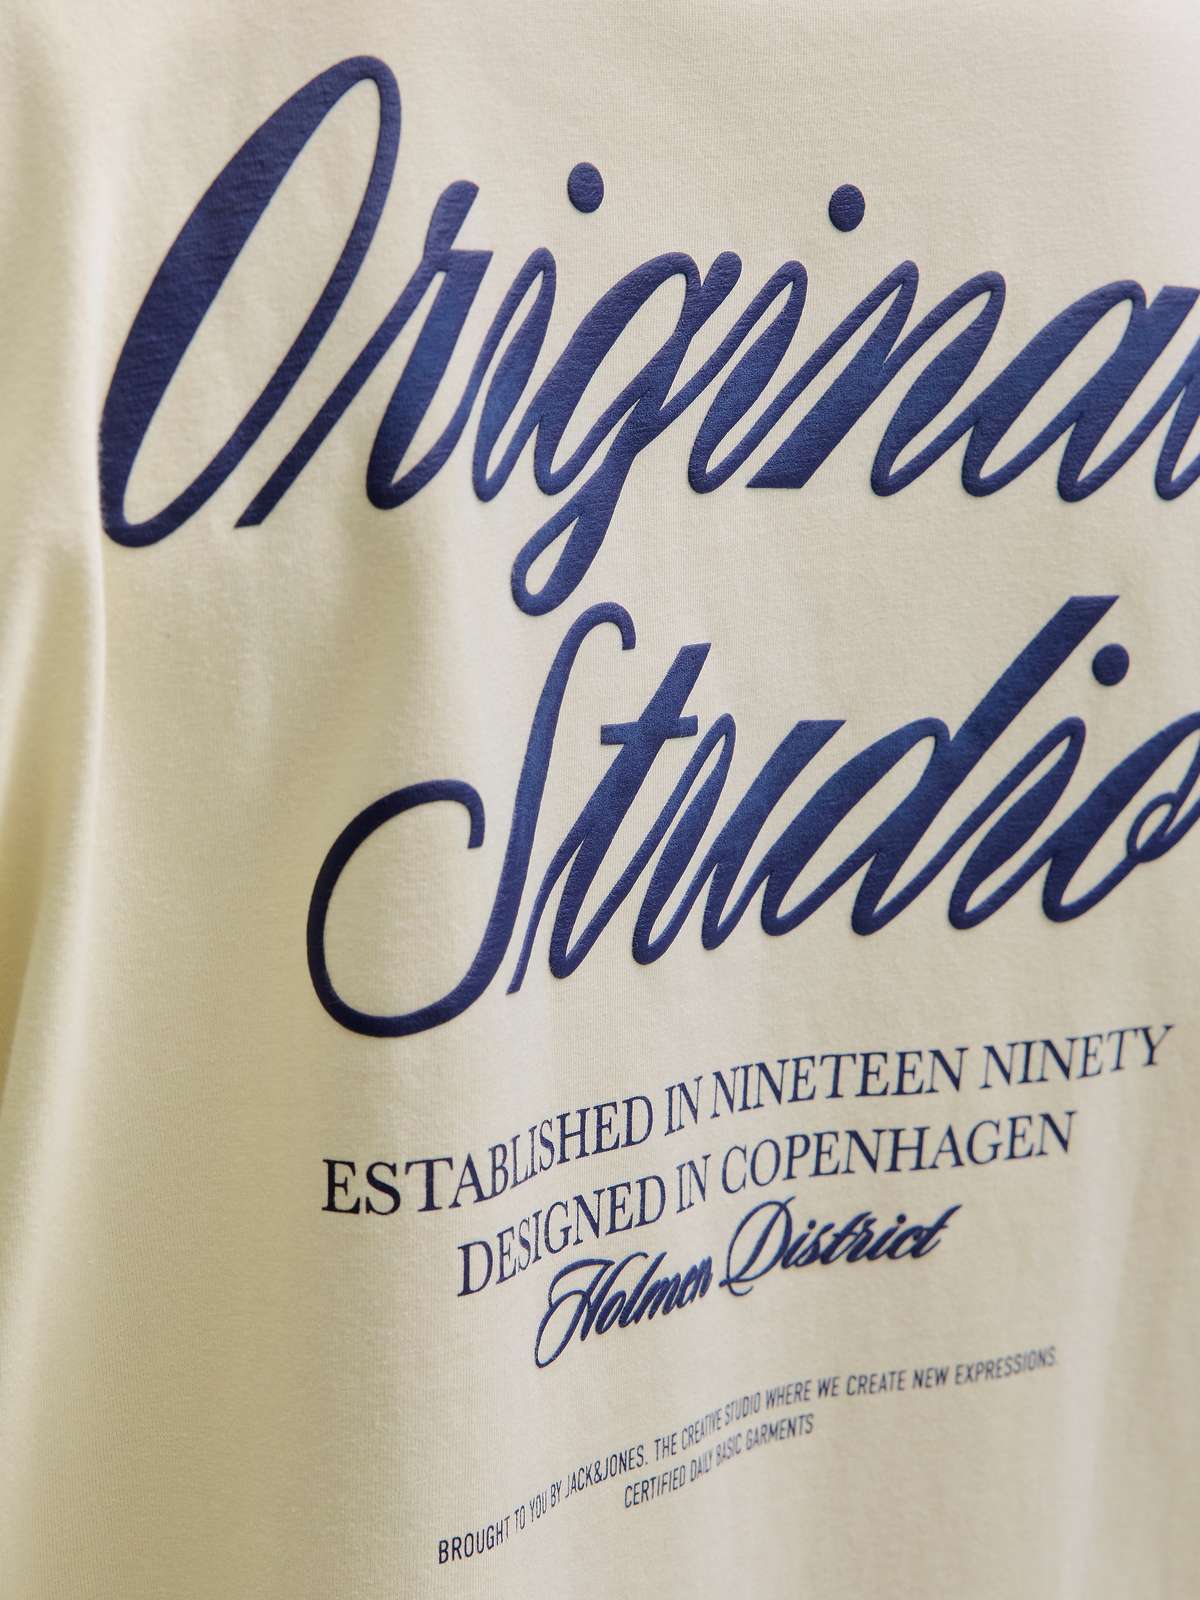 Original
Studio
ESTABLISHED IN NINETEEN NINETY
DESIGNED IN COPENHAGEN
Holmen District
BROUGHT TO YOU BY JACK&JONES. THE CREATIVE STUDIO WHERE WE CREATE NEW EXPRESSIONS.
CERTIFIED DAILY BASIC GARMENTS